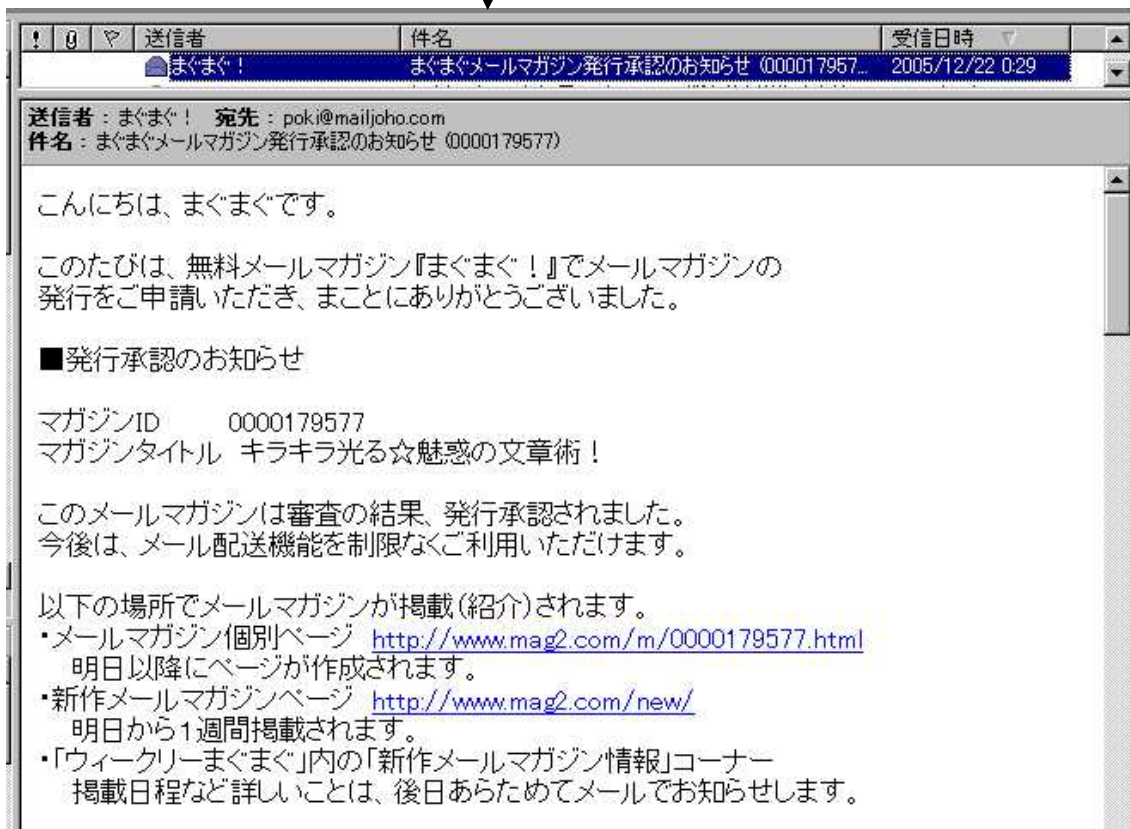 ! 0 送信者 件名 受信日時
まぐまぐ! まぐまぐメールマガジン発行承認のお知らせ (000017957... 2005/12/22 0:29
送信者: まぐまぐ! 宛先: poki@mailjoho.com
件名: まぐまぐメールマガジン発行承認のお知らせ (0000179577)
こんにちは、まぐまぐです。
このたびは、無料メールマガジン『まぐまぐ!』でメールマガジンの
発行をご申請いただき、まことにありがとうございました。
■発行承認のお知らせ
マガジンID 0000179577
マガジンタイトル キラキラ光る☆魅惑の文章術!
このメールマガジンは審査の結果、発行承認されました。
今後は、メール配送機能を制限なくご利用いただけます。
以下の場所でメールマガジンが掲載(紹介)されます。
・メールマガジン個別ページ http://www.mag2.com/m/0000179577.html
明日以降にページが作成されます。
・新作メールマガジンページ http://www.mag2.com/new/
明日から1週間掲載されます。
・「ウィークリーまぐまぐ」内の「新作メールマガジン情報」コーナー
掲載日程など詳しいことは、後日あらためてメールでお知らせします。